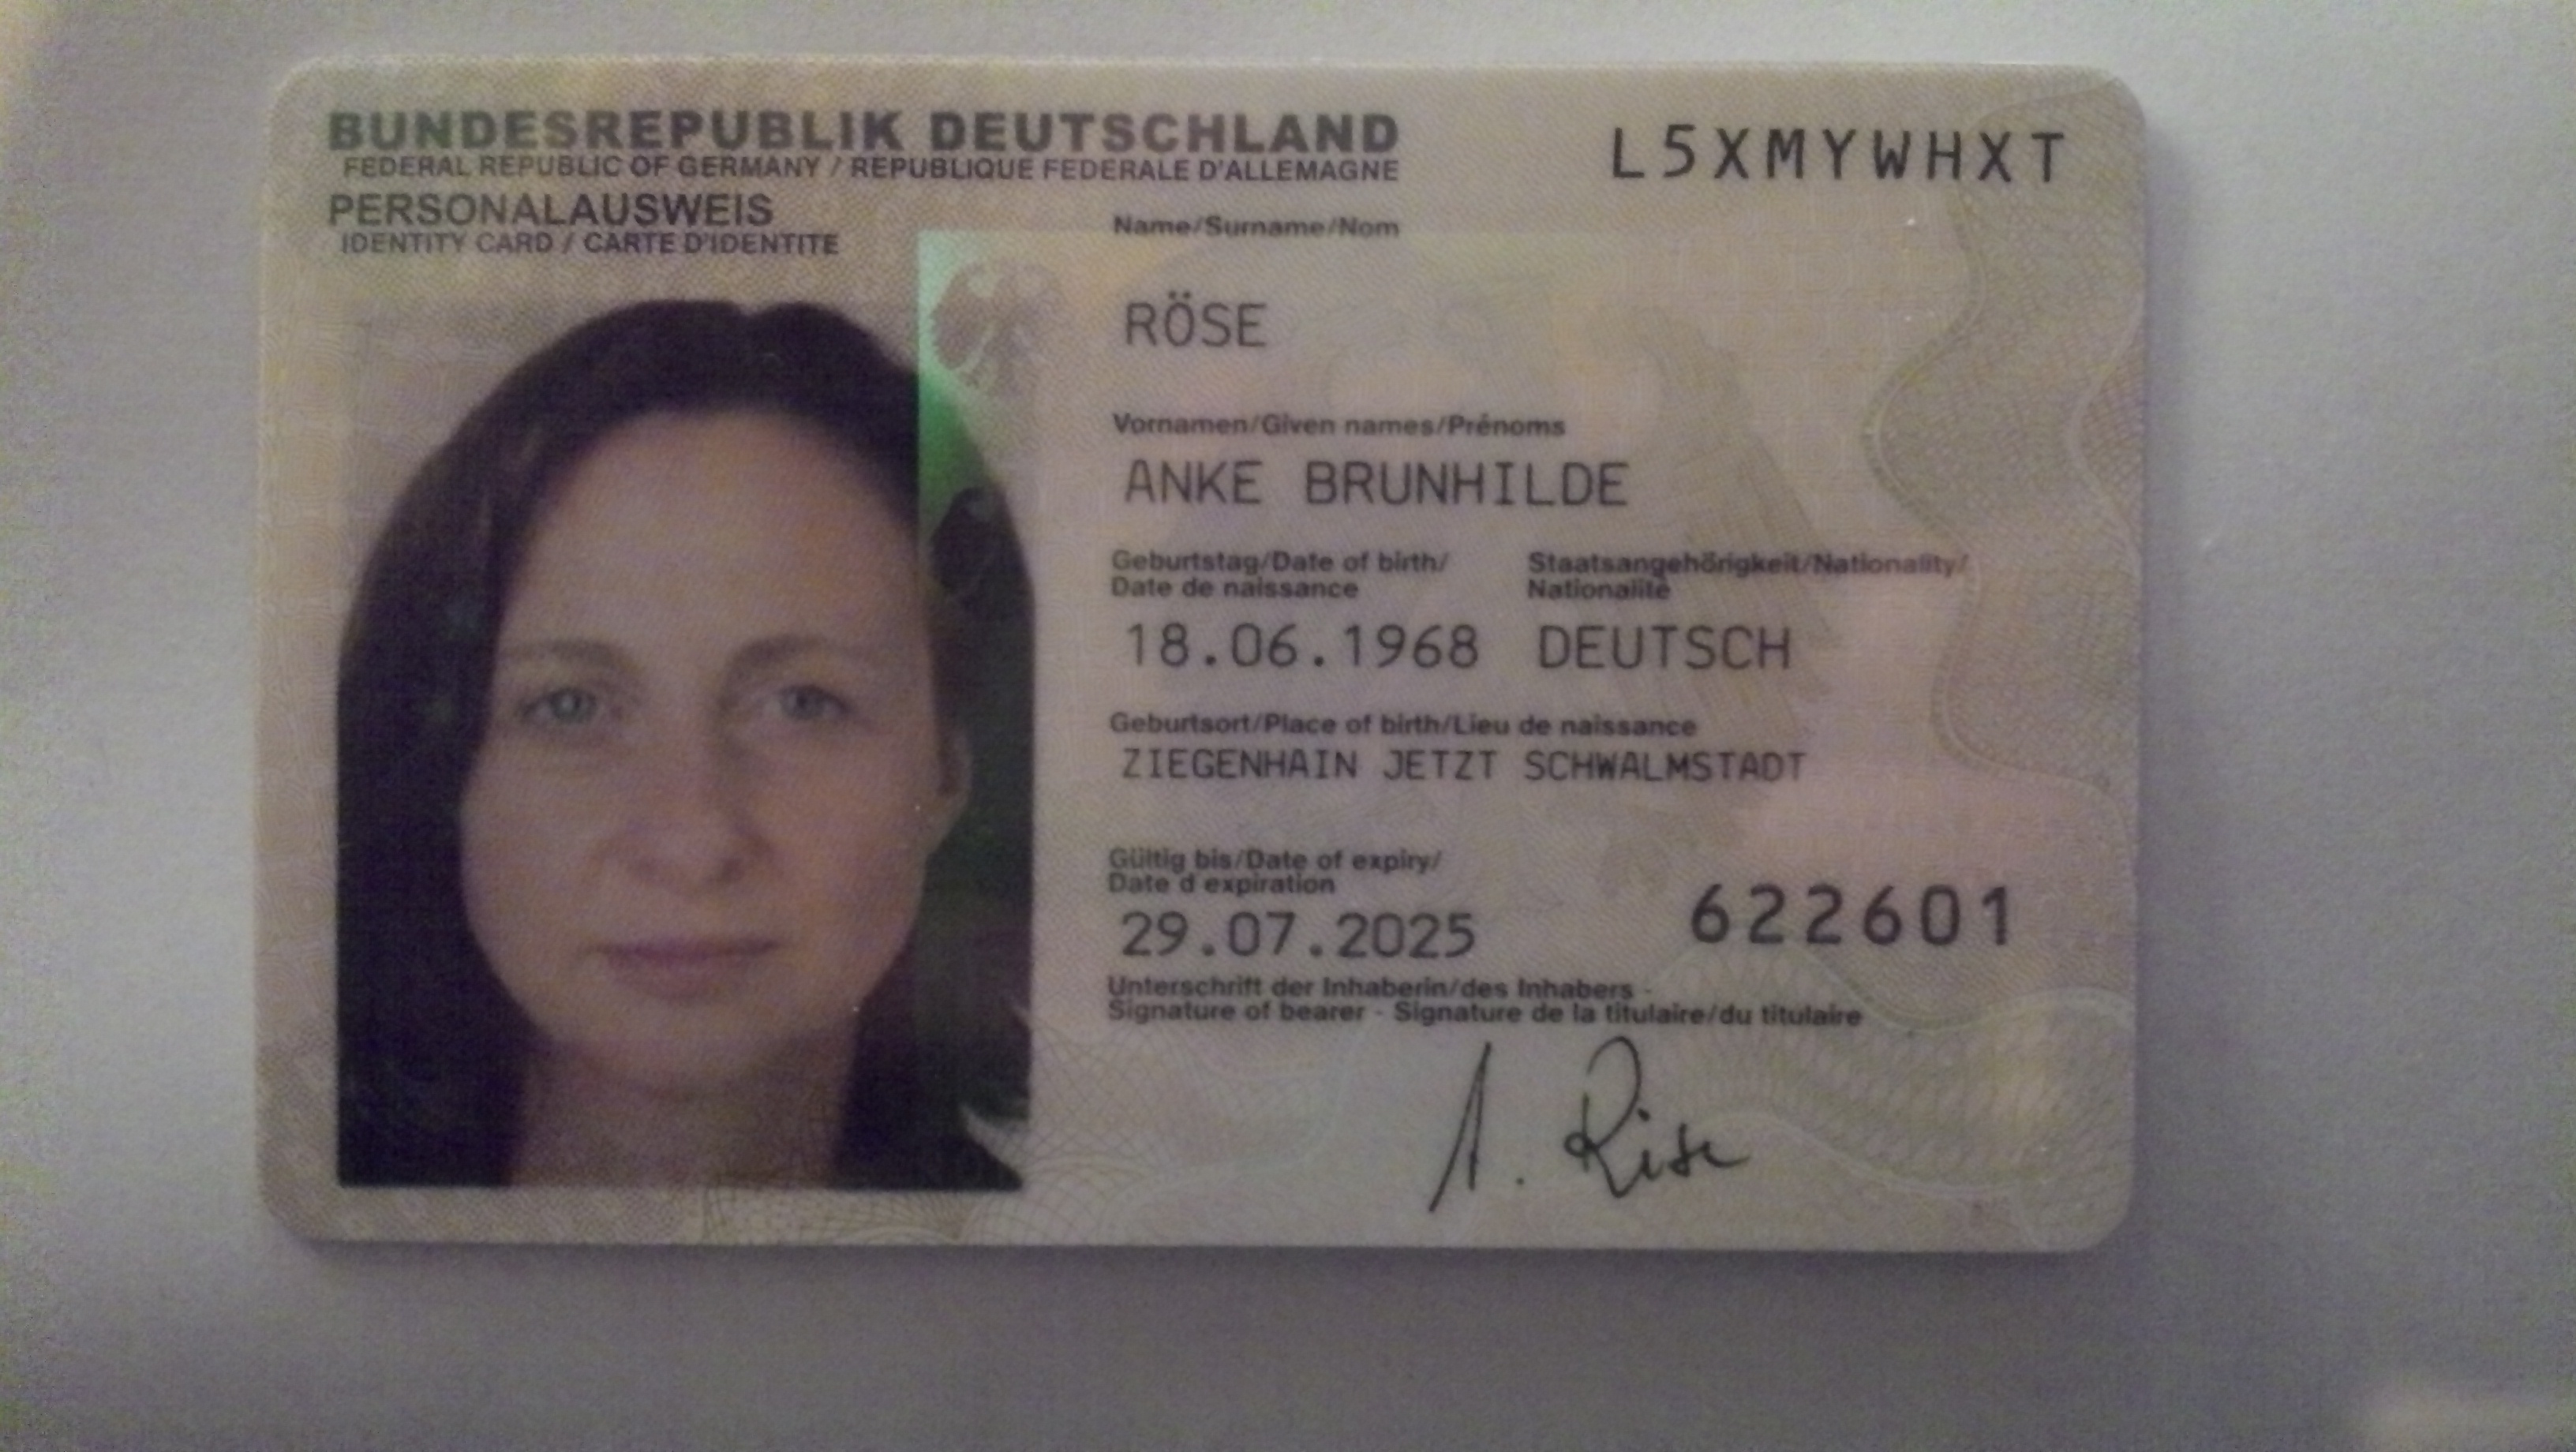 BUNDESREPUBLIK DEUTSCHLAND
FEDERAL REPUBLIC OF GERMANY / REPUBLIQUE FEDERALE D'ALLEMAGNE
PERSONALAUSWEIS
IDENTITY CARD / CARTE D'IDENTITE
L5XMYWHXT
Name/Surname/Nom
RÖSE
Vornamen/Given names/Prénoms
ANKE BRUNHILDE
Geburtstag/Date of birth/
Date de naissance
18.06.1968
Staatsangehörigkeit/Nationality/
Nationalité
DEUTSCH
Geburtsort/Place of birth/Lieu de naissance
ZIEGENHAIN JETZT SCHWALMSTADT
Gültig bis/Date of expiry/
Date d expiration
29.07.2025
622601
Unterschrift der Inhaberin/des Inhabers -
Signature of bearer - Signature de la titulaire/du titulaire
A. Röse